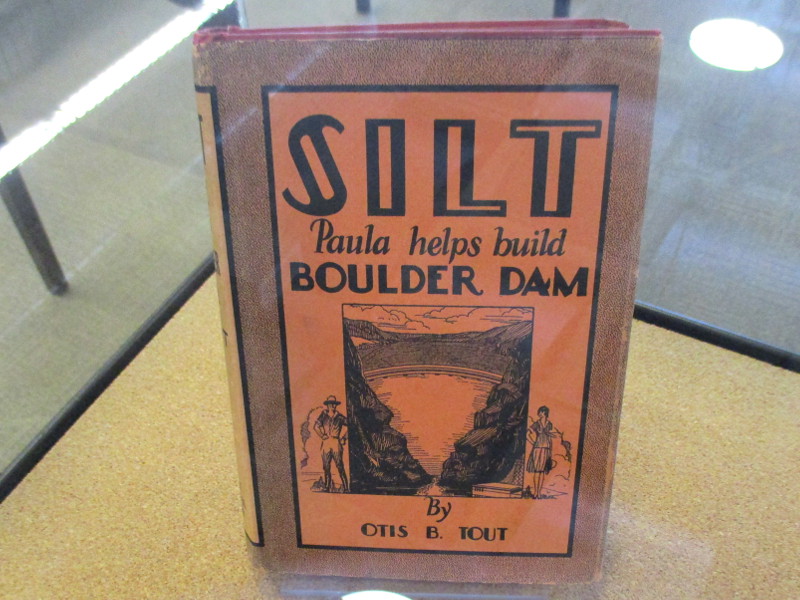 SILT
Paula helps build
BOULDER DAM
By
OTIS B. TOUT